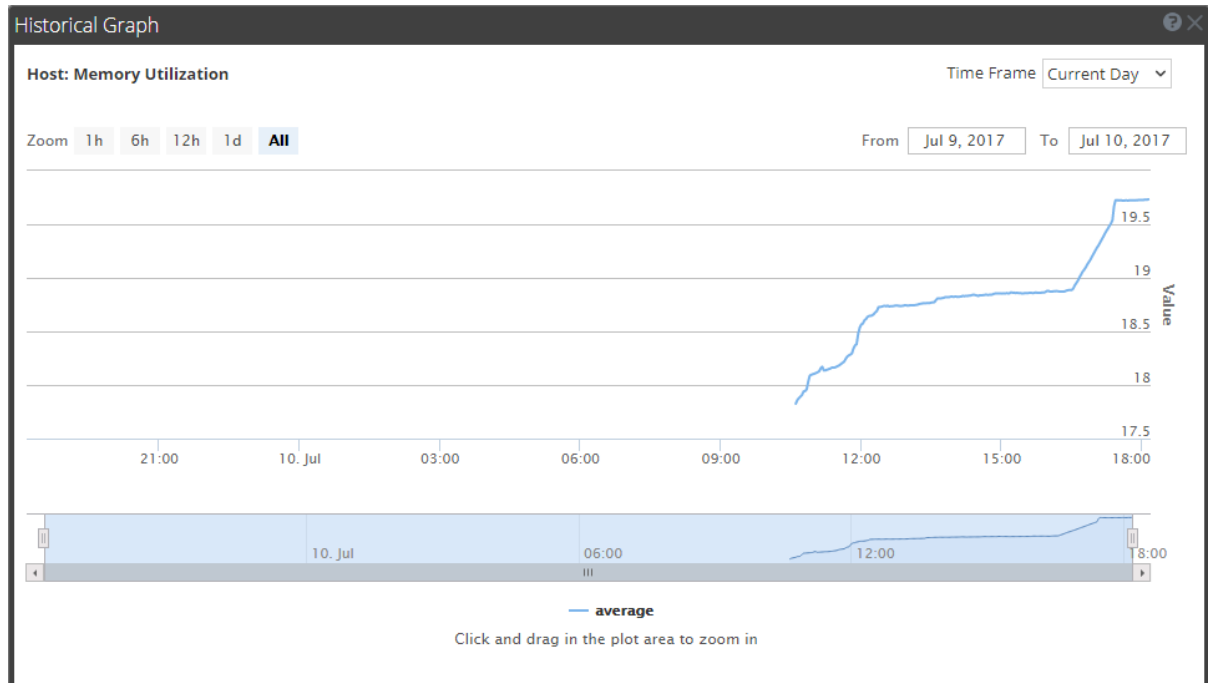 Historical Graph
Host: Memory Utilization
Time Frame Current Day
Zoom 1h 6h 12h 1d All From Jul 9, 2017 To Jul 10, 2017
19.5
19
18.5
18
17.5
Value
21:00 10. Jul 03:00 06:00 09:00 12:00 15:00 18:00
10. Jul 06:00 12:00 18:00
average
Click and drag in the plot area to zoom in